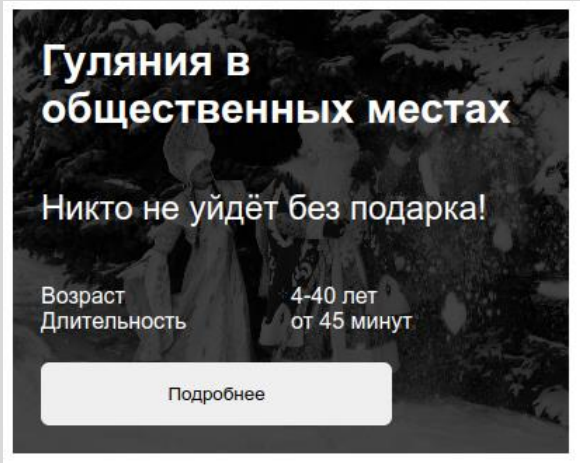 Гуляния в
общественных местах
Никто не уйдёт без подарка!
Возраст 4-40 лет
Длительность от 45 минут
Подробнее